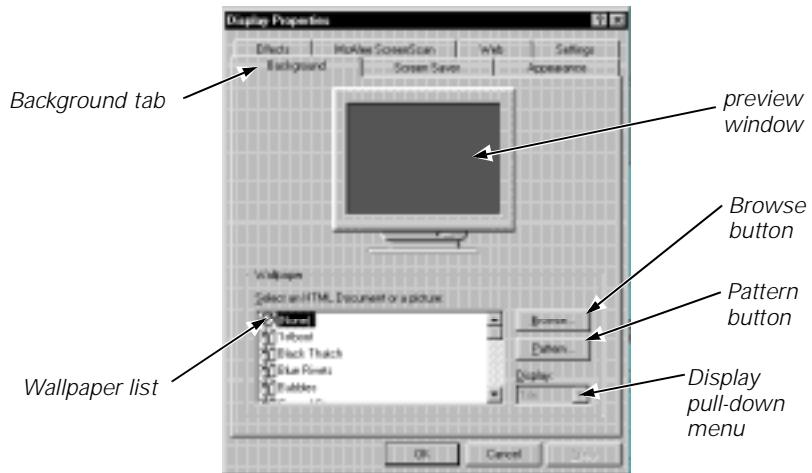 Display Properties
Effects McAfee ScreenScan Web Settings
Background Screen Saver Appearance
Background tab
preview
window
Browse
button
Wallpaper
Select an HTML Document or a picture:
[None]
1stboot
Black Thatch
Blue Rivets
Bubbles
Browse...
Pattern...
Display:
Pattern
button
Wallpaper list
Display
pull-down
menu
OK Cancel